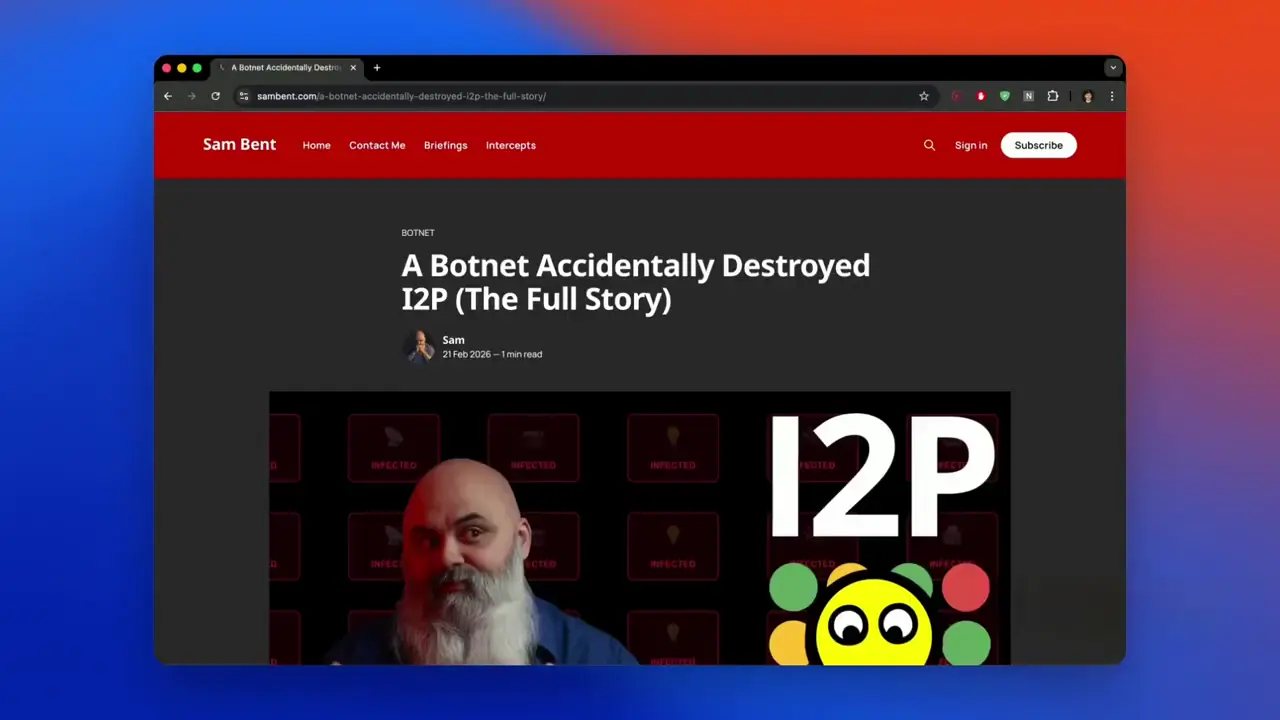 A Botnet Accidentally Destro
sambent.com/a-botnet-accidentally-destroyed-i2p-the-full-story/
Sam Bent
Home
Contact Me
Briefings
Intercepts
Sign in
Subscribe
BOTNET
A Botnet Accidentally Destroyed
I2P (The Full Story)
Sam
21 Feb 2026 — 1 min read
I2P
INFECTED
INFECTED
INFECTED
INFECTED